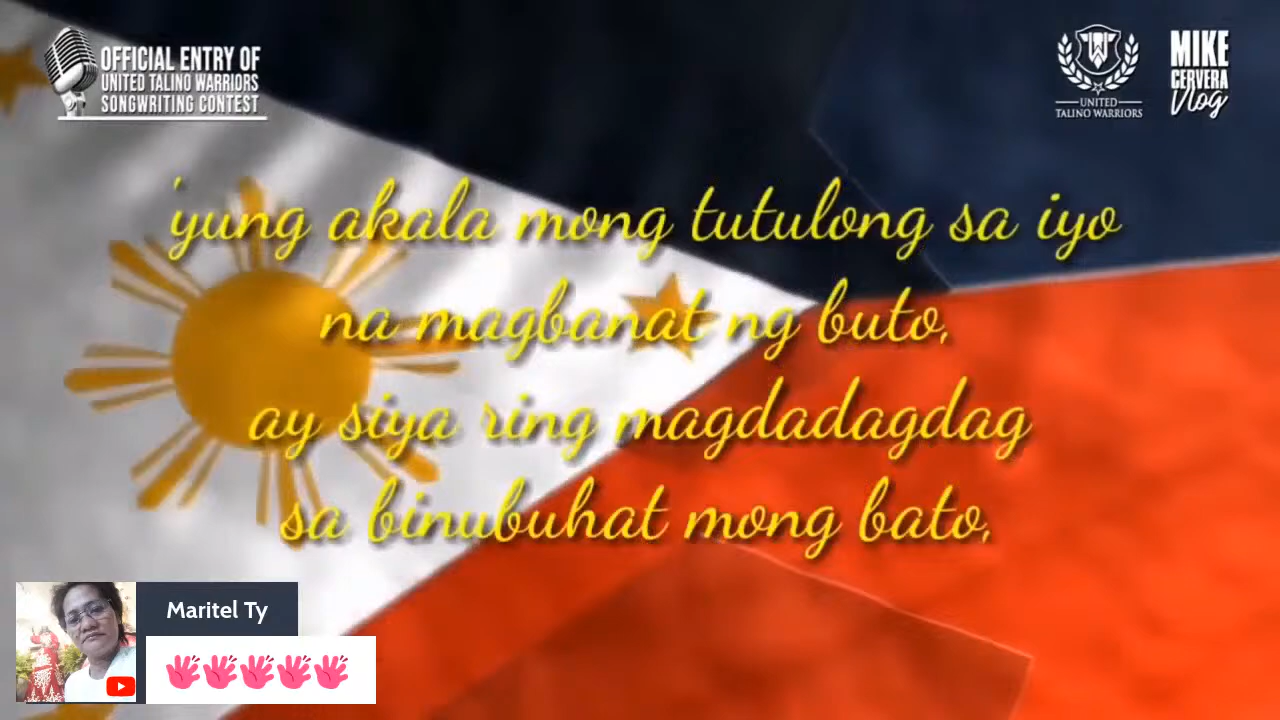 OFFICIAL ENTRY OF
UNITED TALINO WARRIORS
SONGWRITING CONTEST
UNITED
TALINO WARRIORS
MIKE
CERVERA
Vlog
'yung akala mong tutulong sa iyo
na magbanat ng buto,
ay siya ring magdadagdag
sa binubuhat mong bato,
Maritel Ty